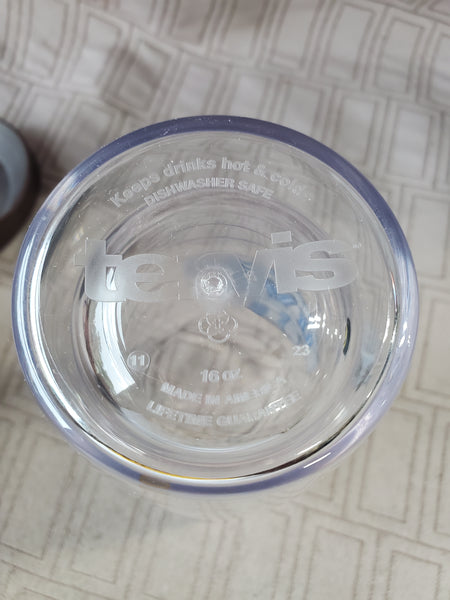 Keeps drinks hot & cold
DISHWASHER SAFE
tervis
11
23
16 oz.
MADE IN AMERICA
LIFETIME GUARANTEE